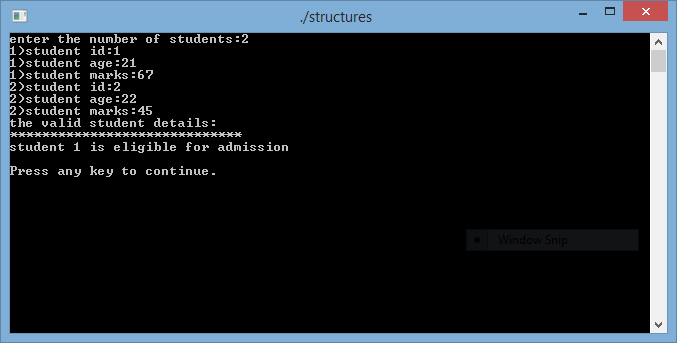 ./structures
enter the number of students:2
1)student id:1
1)student age:21
1)student marks:67
2)student id:2
2)student age:22
2)student marks:45
the valid student details:
*****************************
student 1 is eligible for admission
Press any key to continue.
Window Snip